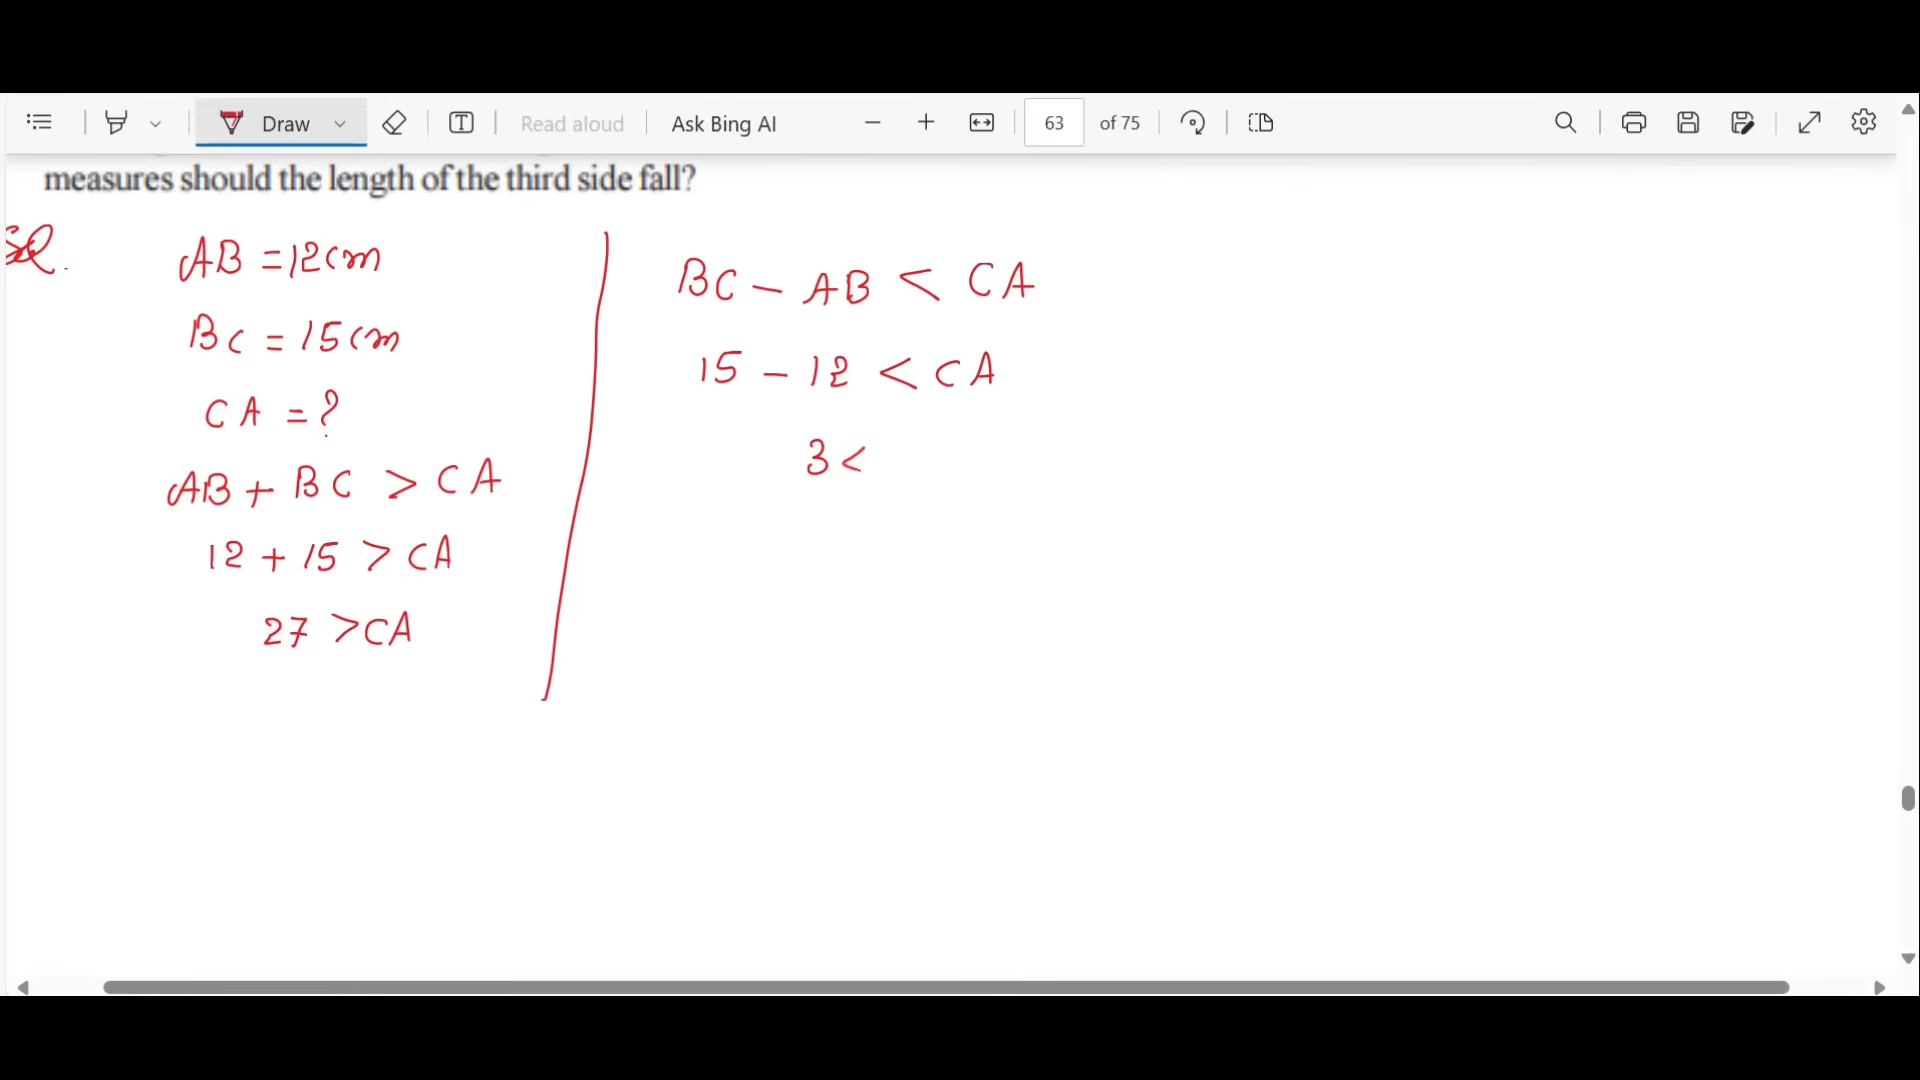 Draw Read aloud Ask Bing AI 63 of 75
measures should the length of the third side fall?
Sol.
AB = 12cm
BC = 15cm
CA = ?
AB + BC > CA
12 + 15 > CA
27 > CA
BC - AB < CA
15 - 12 < CA
3 <